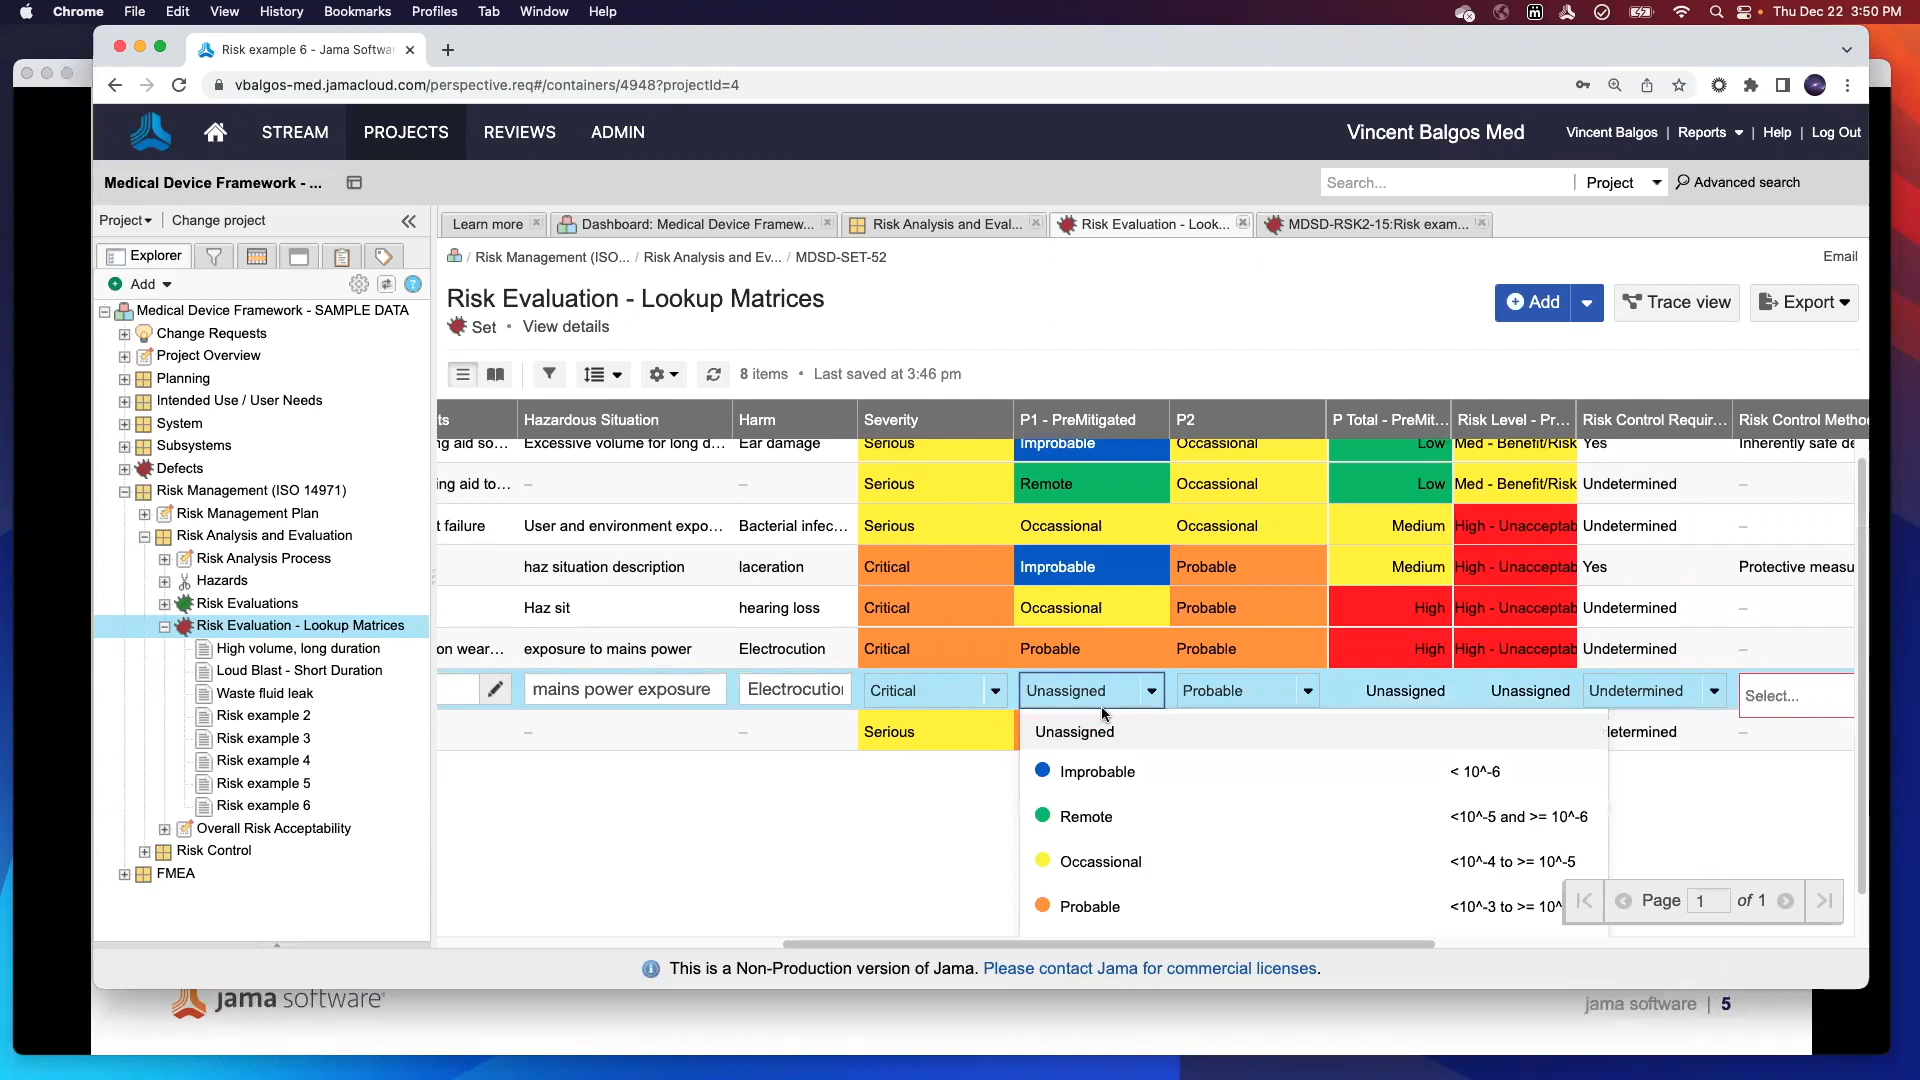 Chrome File Edit View History Bookmarks Profiles Tab Window Help Thu Dec 22 3:50 PM
Risk example 6 - Jama Softwar
vbalgos-med.jamacloud.com/perspective.req#/containers/4948?projectId=4
STREAM PROJECTS REVIEWS ADMIN Vincent Balgos Med Vincent Balgos | Reports | Help | Log Out
Medical Device Framework - ... Search... Project Advanced search
Project Change project
Learn more Dashboard: Medical Device Framew... Risk Analysis and Eval... Risk Evaluation - Look... MDSD-RSK2-15:Risk exam...
Explorer
/ Risk Management (ISO... / Risk Analysis and Ev... / MDSD-SET-52 Email
Add
Risk Evaluation - Lookup Matrices
Set • View details
Add Trace view Export
8 items • Last saved at 3:46 pm
Medical Device Framework - SAMPLE DATA
Change Requests
Project Overview
Planning
Intended Use / User Needs
System
Subsystems
Defects
Risk Management (ISO 14971)
Risk Management Plan
Risk Analysis and Evaluation
Risk Analysis Process
Hazards
Risk Evaluations
Risk Evaluation - Lookup Matrices
High volume, long duration
Loud Blast - Short Duration
Waste fluid leak
Risk example 2
Risk example 3
Risk example 4
Risk example 5
Risk example 6
Overall Risk Acceptability
Risk Control
FMEA
ts Hazardous Situation Harm Severity P1 - PreMitigated P2 P Total - PreMit... Risk Level - Pr... Risk Control Requir... Risk Control Metho
ng aid so... Excessive volume for long d... Ear damage Serious Improbable Occassional Low Med - Benefit/Risk Yes Inherently safe de
ing aid to... – – Serious Remote Occassional Low Med - Benefit/Risk Undetermined –
t failure User and environment expo... Bacterial infec... Serious Occassional Occassional Medium High - Unacceptab Undetermined –
haz situation description laceration Critical Improbable Probable Medium High - Unacceptab Yes Protective measu
Haz sit hearing loss Critical Occassional Probable High High - Unacceptab Undetermined –
on wear... exposure to mains power Electrocution Critical Probable Probable High High - Unacceptab Undetermined –
mains power exposure Electrocution Critical Unassigned Probable Unassigned Unassigned Undetermined Select...
– – Serious letermined –
Unassigned
Improbable < 10^-6
Remote <10^-5 and >= 10^-6
Occassional <10^-4 to >= 10^-5
Probable <10^-3 to >= 10^
Page 1 of 1
This is a Non-Production version of Jama. Please contact Jama for commercial licenses.
jama software jama software | 5